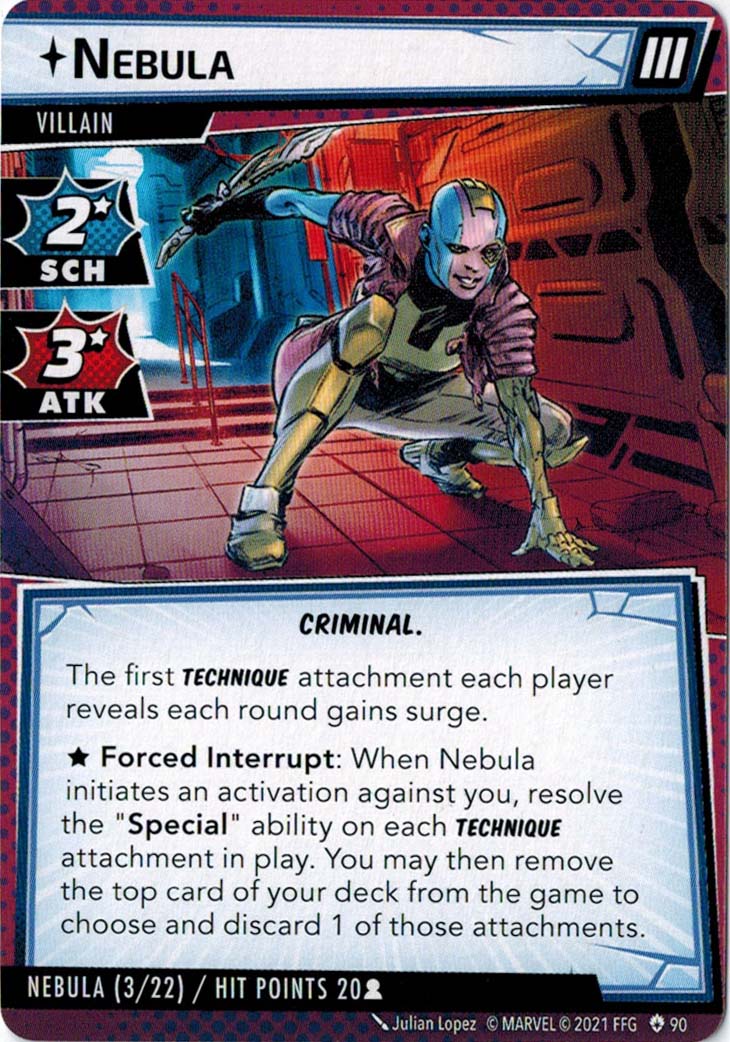 NEBULA
III
VILLAIN
2★
SCH
3★
ATK
CRIMINAL.
The first TECHNIQUE attachment each player
reveals each round gains surge.
★ Forced Interrupt: When Nebula
initiates an activation against you, resolve
the "Special" ability on each TECHNIQUE
attachment in play. You may then remove
the top card of your deck from the game to
choose and discard 1 of those attachments.
NEBULA (3/22) / HIT POINTS 20
Julian Lopez © MARVEL © 2021 FFG 90